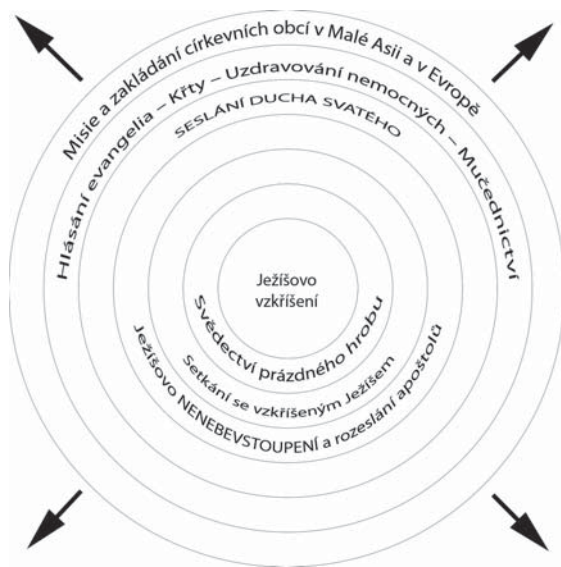 Misie a zakládání církevních obcí v Malé Asii a v Evropě
Hlásání evangelia – Křty – Uzdravování nemocných – Mučednictví
SESLÁNÍ DUCHA SVATÉHO
Ježíšovo
vzkříšení
Svědectví prázdného hrobu
Setkání se vzkříšeným Ježíšem
Ježíšovo NENEBEVSTOUPENÍ a rozeslání apoštolů